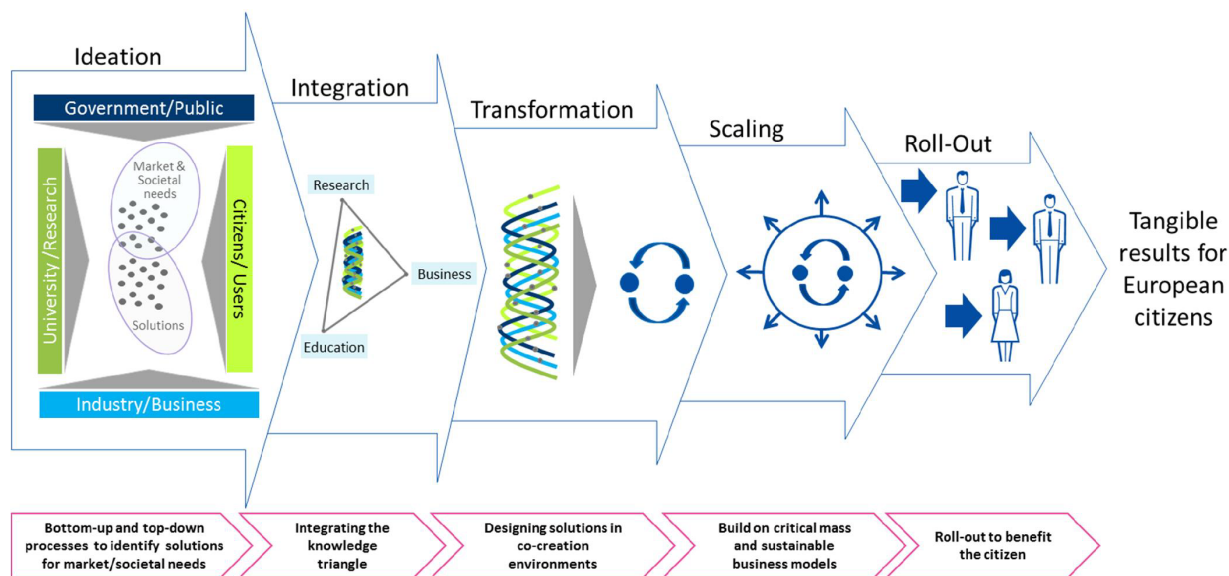 Ideation
Government/Public
University/Research
Market &
Societal
needs
Solutions
Citizens/ Users
Industry/Business
Integration
Research
Business
Education
Transformation
Scaling
Roll-Out
Tangible
results for
European
citizens
Bottom-up and top-down
processes to identify solutions
for market/societal needs
Integrating the
knowledge
triangle
Designing solutions in
co-creation
environments
Build on critical mass
and sustainable
business models
Roll-out to benefit
the citizen